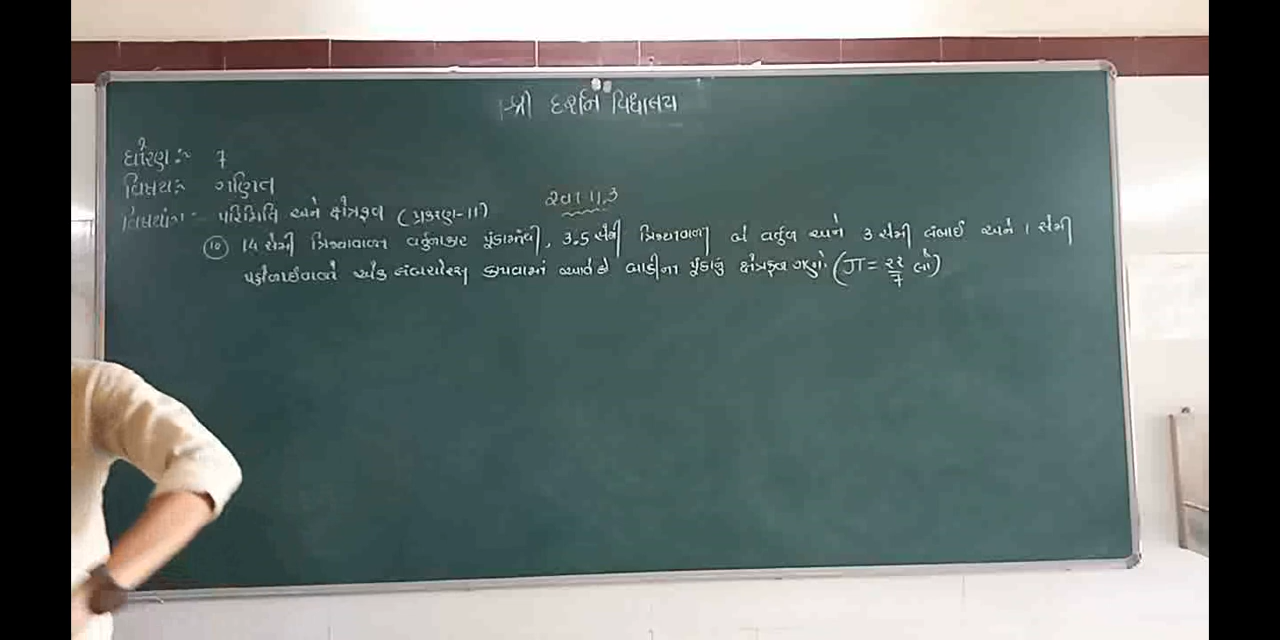 શ્રી દર્શન વિદ્યાલય
ધોરણ :- 7
વિષય :- ગણિત
સ્વા 11.3
વિષયાંગ :- પરિમિતિ અને ક્ષેત્રફળ (પ્રકરણ-11)
10 14 સેમી ત્રિજ્યાવાળા વર્તુળાકાર પૂંઠામાંથી, 3.5 સેમી ત્રિજ્યાવાળા બે વર્તુળ અને 3 સેમી લંબાઈ અને 1 સેમી
પહોળાઈવાળો એક લંબચોરસ કાપવામાં આવે તો બાકીના પૂંઠાનું ક્ષેત્રફળ ગણો (π = ૨૨/7 લો)